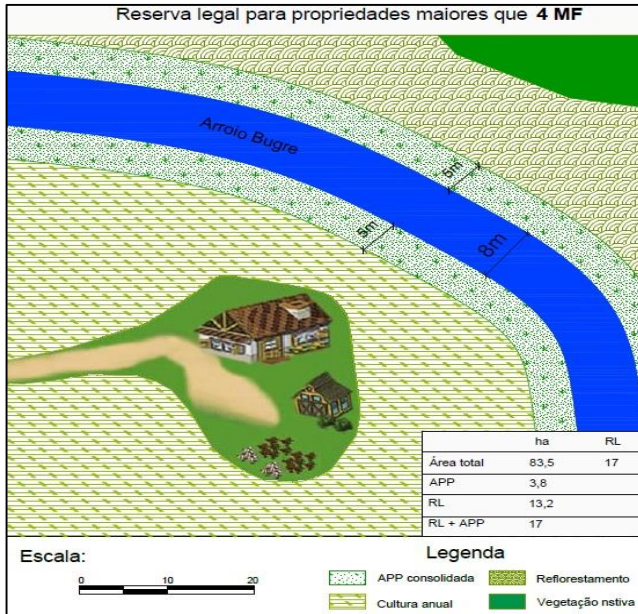 Reserva legal para propriedades maiores que 4 MF
Arroio Bugre
5m
5m
8m
ha RL
Área total 83,5 17
APP 3,8
RL 13,2
RL + APP 17
Escala:
0 10 20
Legenda
APP consolidada
Reflorestamento
Cultura anual
Vegetação nstiva